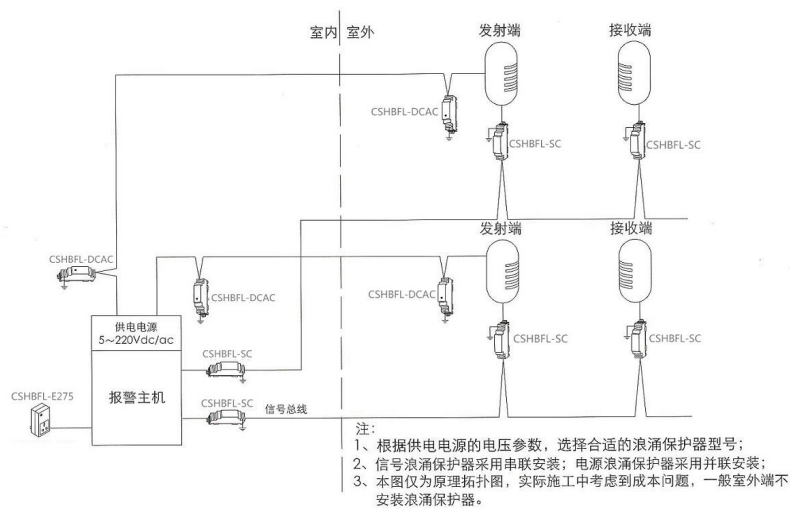 室内 室外
发射端
接收端
CSHBFL-DCAC
CSHBFL-SC
CSHBFL-SC
发射端
接收端
CSHBFL-DCAC
CSHBFL-DCAC
CSHBFL-DCAC
供电电源
5～220Vdc/ac
CSHBFL-SC
CSHBFL-SC
CSHBFL-SC
CSHBFL-E275
报警主机
CSHBFL-SC
信号总线
注：
1、根据供电电源的电压参数，选择合适的浪涌保护器型号；
2、信号浪涌保护器采用串联安装；电源浪涌保护器采用并联安装；
3、本图仅为原理拓扑图，实际施工中考虑到成本问题，一般室外端不
安装浪涌保护器。